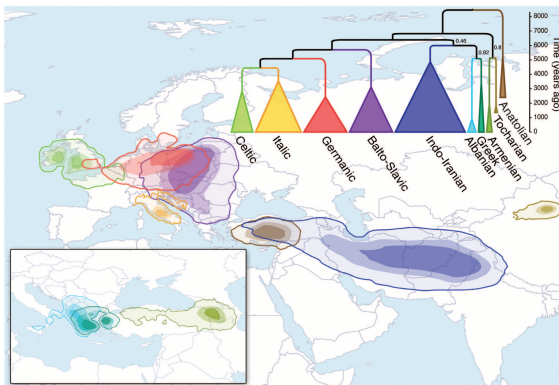 0.46
0.82
0.8
8000
7000
6000
5000
4000
3000
2000
1000
0
Time (years ago)
Celtic
Italic
Germanic
Balto-Slavic
Indo-Iranian
Albanian
Greek
Armenian
Tocharian
Anatolian